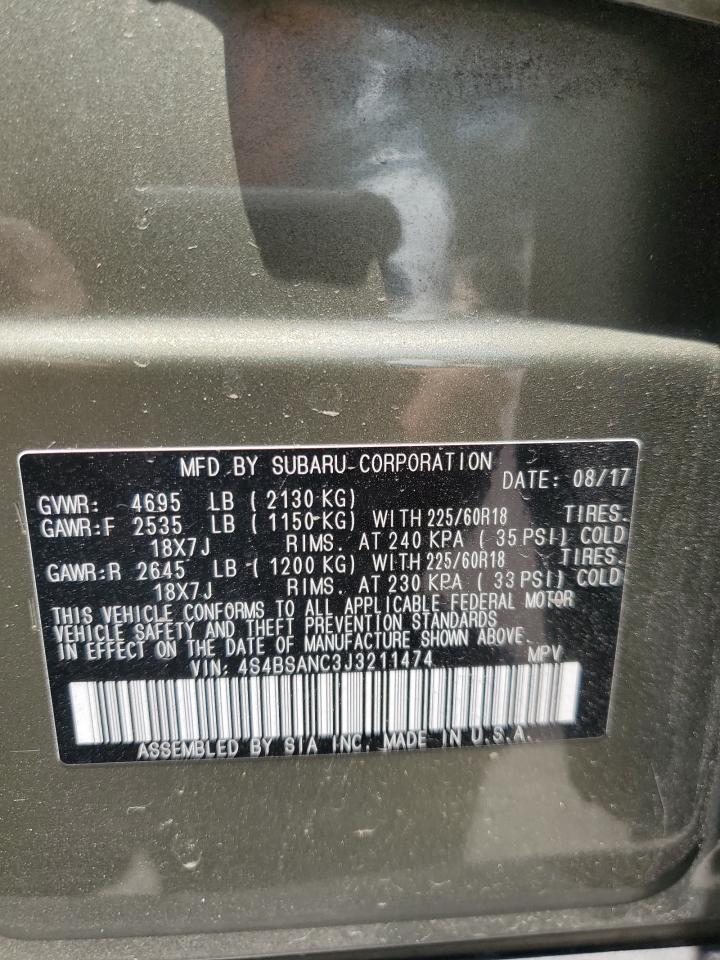 MFD BY SUBARU CORPORATION DATE: 08/17
GVWR: 4695 LB (2130 KG)
GAWR:F 2535 LB (1150 KG) WITH 225/60R18 TIRES.
18X7J RIMS. AT 240 KPA (35 PSI) COLD
GAWR:R 2645 LB (1200 KG) WITH 225/60R18 TIRES.
18X7J RIMS. AT 230 KPA (33 PSI) COLD
THIS VEHICLE CONFORMS TO ALL APPLICABLE FEDERAL MOTOR
VEHICLE SAFETY AND THEFT PREVENTION STANDARDS
IN EFFECT ON THE DATE OF MANUFACTURE SHOWN ABOVE.
VIN: 4S4BSANC3J3211474 MPV
ASSEMBLED BY SIA INC. MADE IN U.S.A.